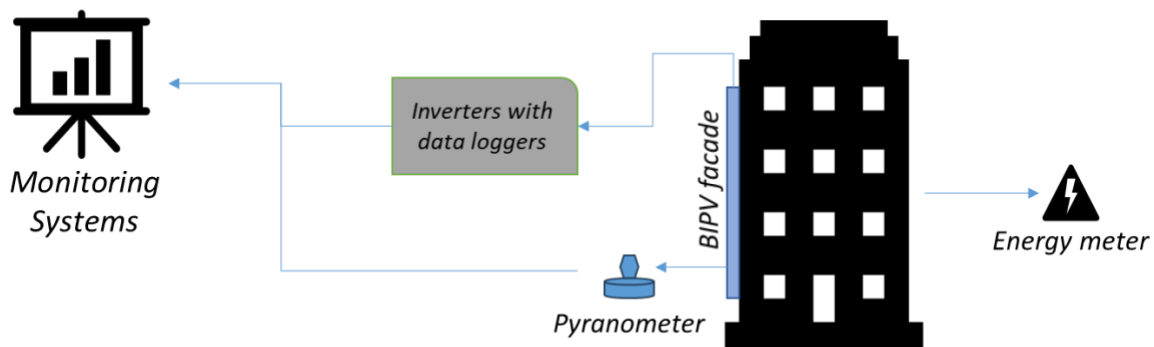 Monitoring
Systems
Inverters with
data loggers
BIPV facade
Pyranometer
Energy meter